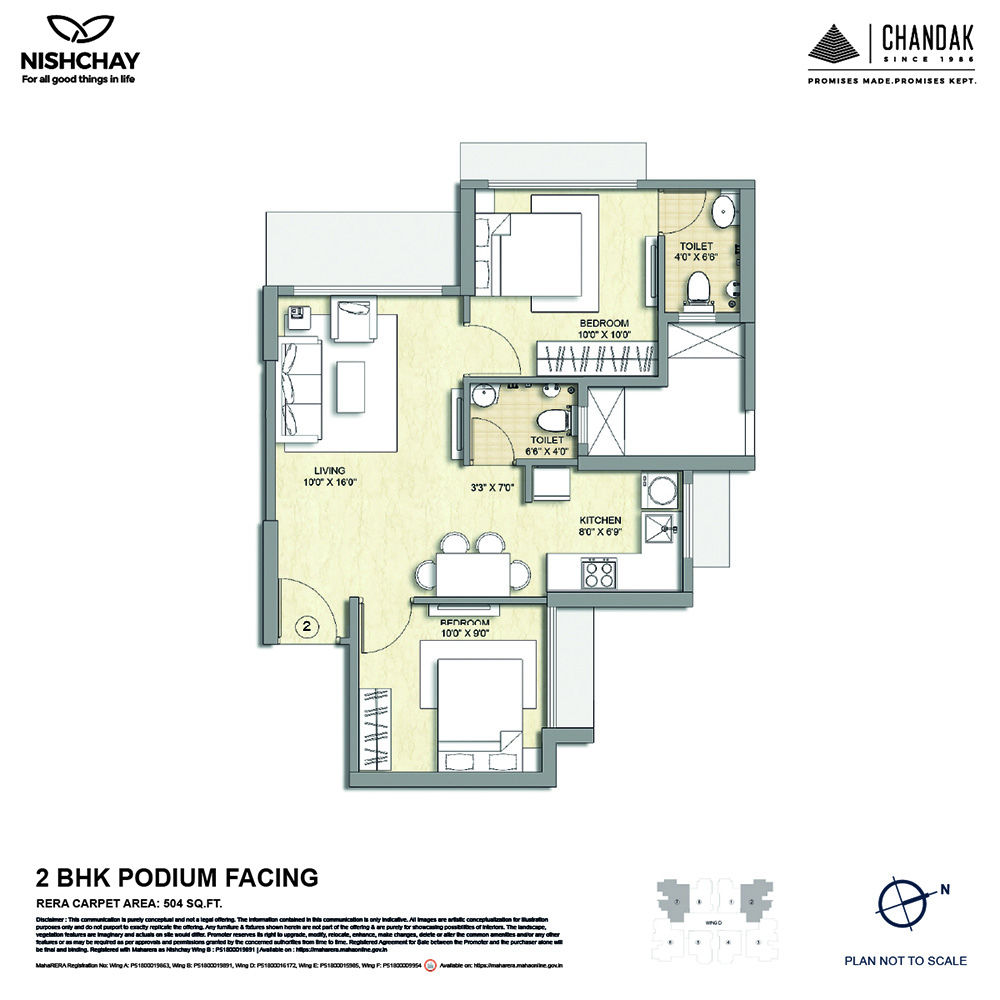 NISHCHAY
For all good things in life
CHANDAK
SINCE 1986
PROMISES MADE.PROMISES KEPT.
TOILET
4'0" X 6'6"
BEDROOM
10'0" X 10'0"
TOILET
6'6" X 4'0"
LIVING
10'0" X 16'0"
3'3" X 7'0"
KITCHEN
8'0" X 6'9"
2
BEDROOM
10'0" X 9'0"
2 BHK PODIUM FACING
RERA CARPET AREA: 504 SQ.FT.
Disclaimer : This communication is purely conceptual and not a legal offering. The information contained in this communication is only indicative. All images are artistic conceptualization for illustration
purposes only and do not purport to exactly replicate the offering. Any furniture & fixtures shown herein are not part of the offering & are purely for showcasing possibilities of interiors. The landscape,
vegetation features are imaginary and actuals on site would differ. Promoter reserves its right to upgrade, modify, relocate, enhance, make changes, delete or alter the common amenities and/or any other
features or as may be required as per approvals and permissions granted by the concerned authorities from time to time. Registered Agreement for Sale between the Promoter and the purchaser alone will
be final and binding. Registered with Maharera as Nishchay Wing B : P51800019891 | Available on : https://maharera.mahaonline.gov.in
MahaRERA Registration No: Wing A: P51800019863, Wing B: P51800019891, Wing D: P51800016172, Wing E: P51800015985, Wing F: P51800009954 Available on: https://maharera.mahaonline.gov.in
WING D
N
PLAN NOT TO SCALE